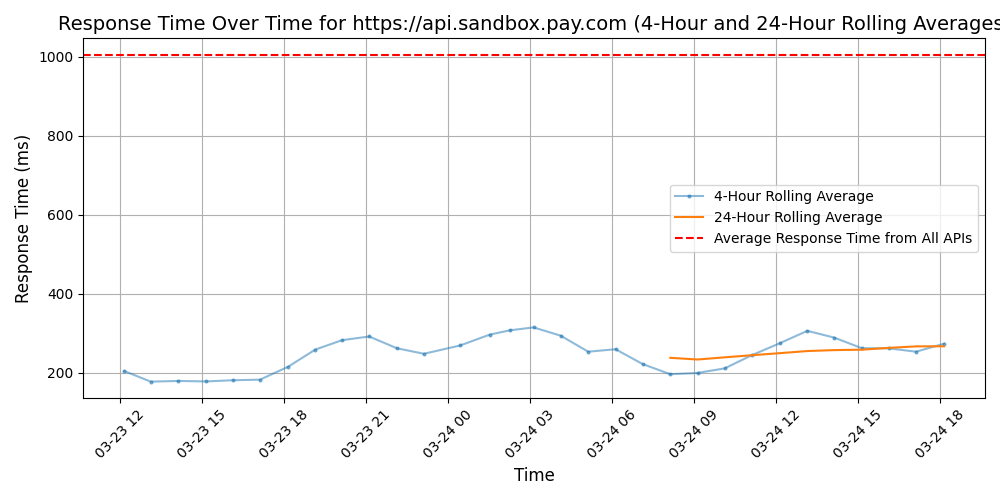 Response Time Over Time for https://api.sandbox.pay.com (4-Hour and 24-Hour Rolling Averages
Response Time (ms)
1000
800
600
400
200
4-Hour Rolling Average
24-Hour Rolling Average
Average Response Time from All APIs
03-23 12
03-23 15
03-23 18
03-23 21
03-24 00
03-24 03
03-24 06
03-24 09
03-24 12
03-24 15
03-24 18
Time